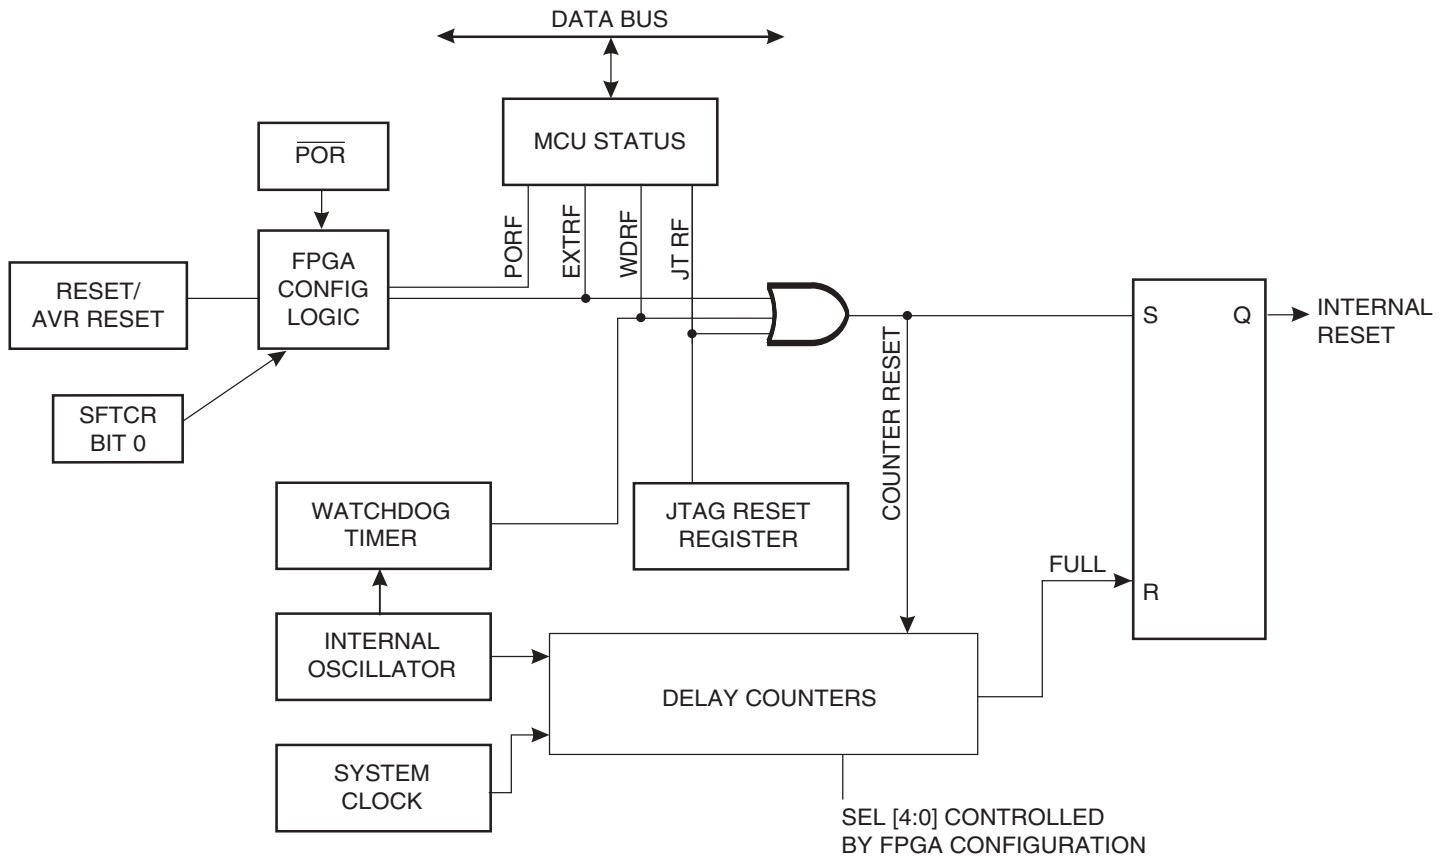 DATA BUS
MCU STATUS
POR
PORF
EXTRF
WDRF
JT RF
FPGA
CONFIG
LOGIC
RESET/
AVR RESET
SFTCR
BIT 0
S
Q
INTERNAL
RESET
COUNTER RESET
WATCHDOG
TIMER
JTAG RESET
REGISTER
FULL
R
INTERNAL
OSCILLATOR
DELAY COUNTERS
SYSTEM
CLOCK
SEL [4:0] CONTROLLED
BY FPGA CONFIGURATION